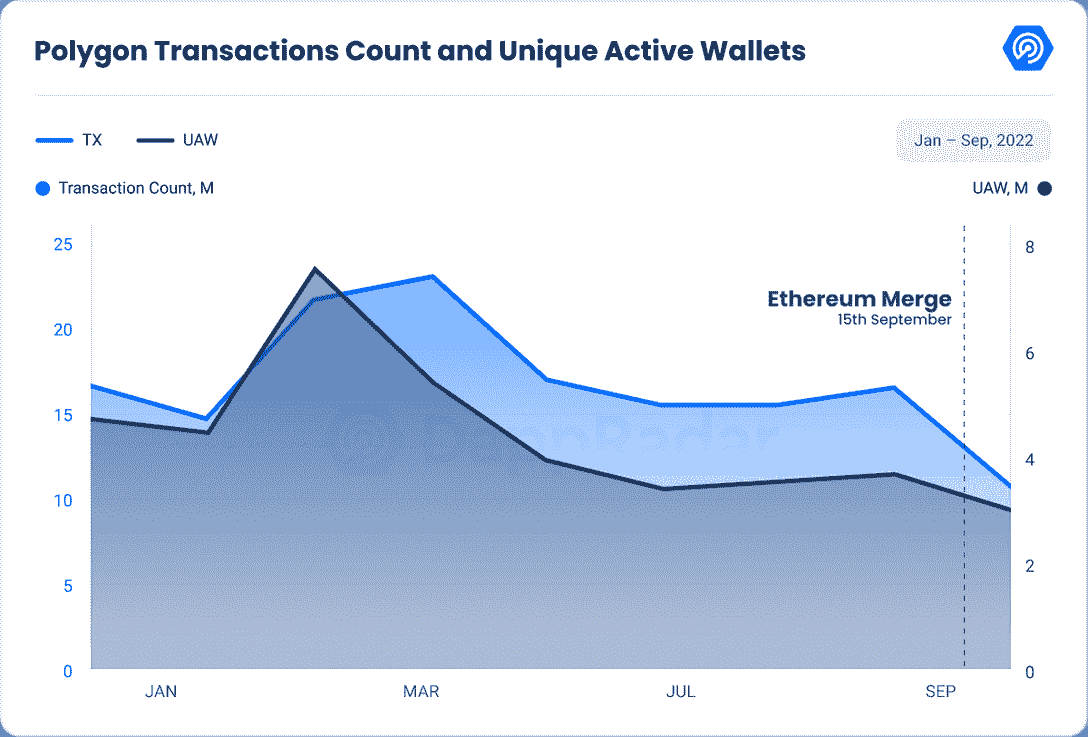 Polygon Transactions Count and Unique Active Wallets
TX UAW
Jan – Sep, 2022
Transaction Count, M
UAW, M
25
20
15
10
5
0
8
6
4
2
0
Ethereum Merge
15th September
DappRadar
JAN MAR JUL SEP